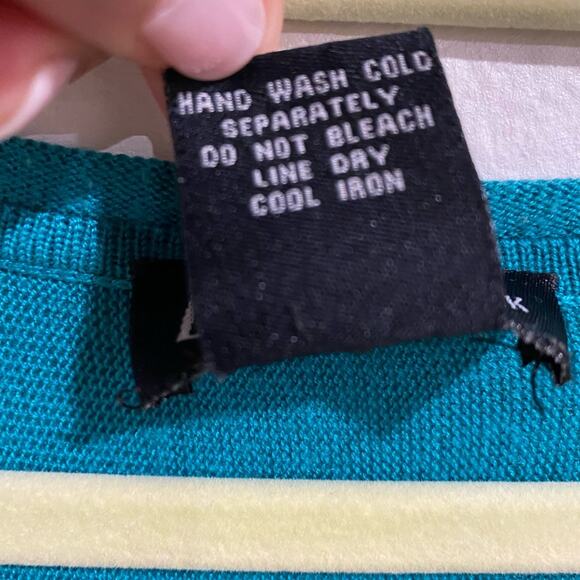 HAND WASH COLD
SEPARATELY
DO NOT BLEACH
LINE DRY
COOL IRON